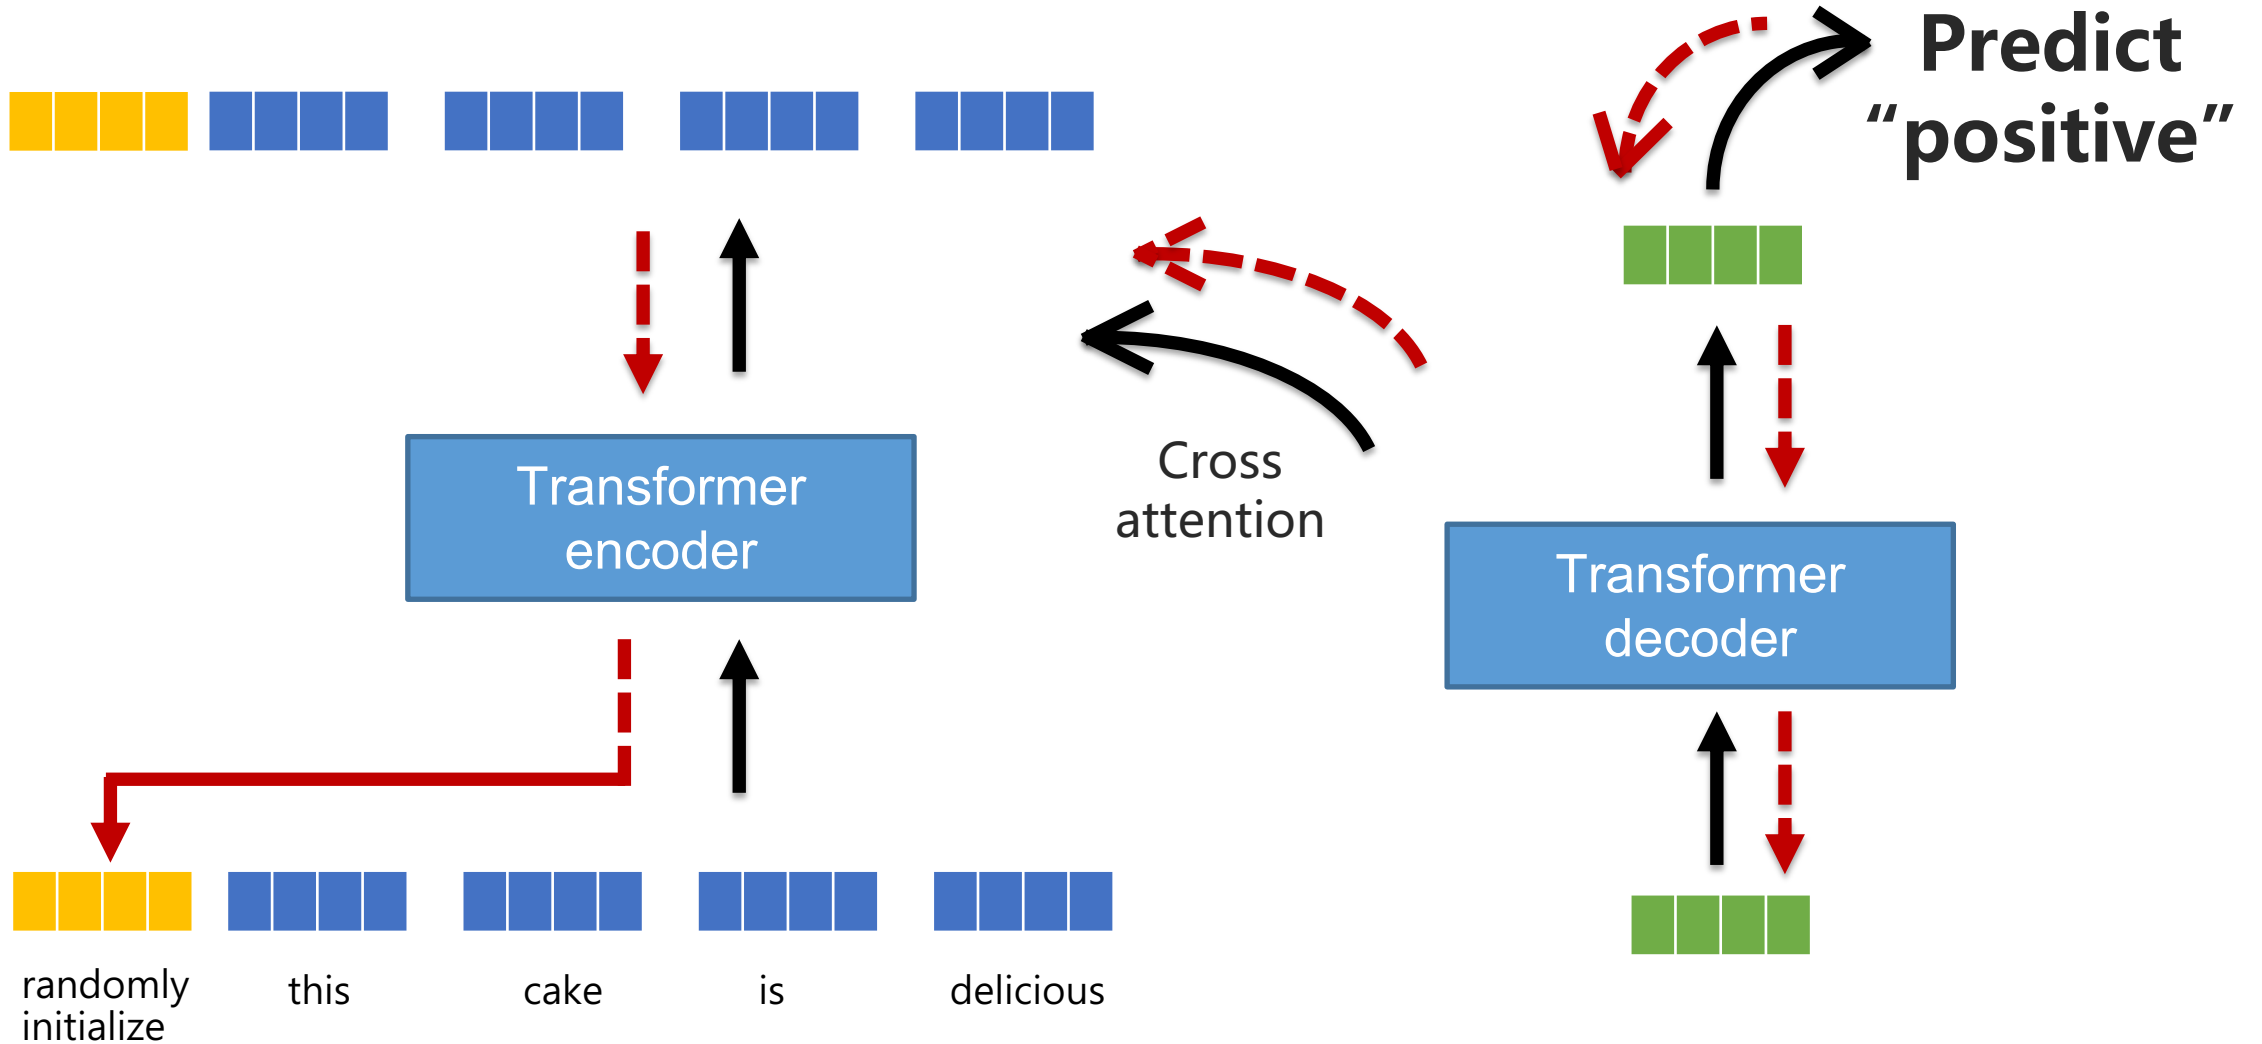 Predict
“positive”
Transformer
encoder
Cross
attention
Transformer
decoder
randomly
initialize
this
cake
is
delicious